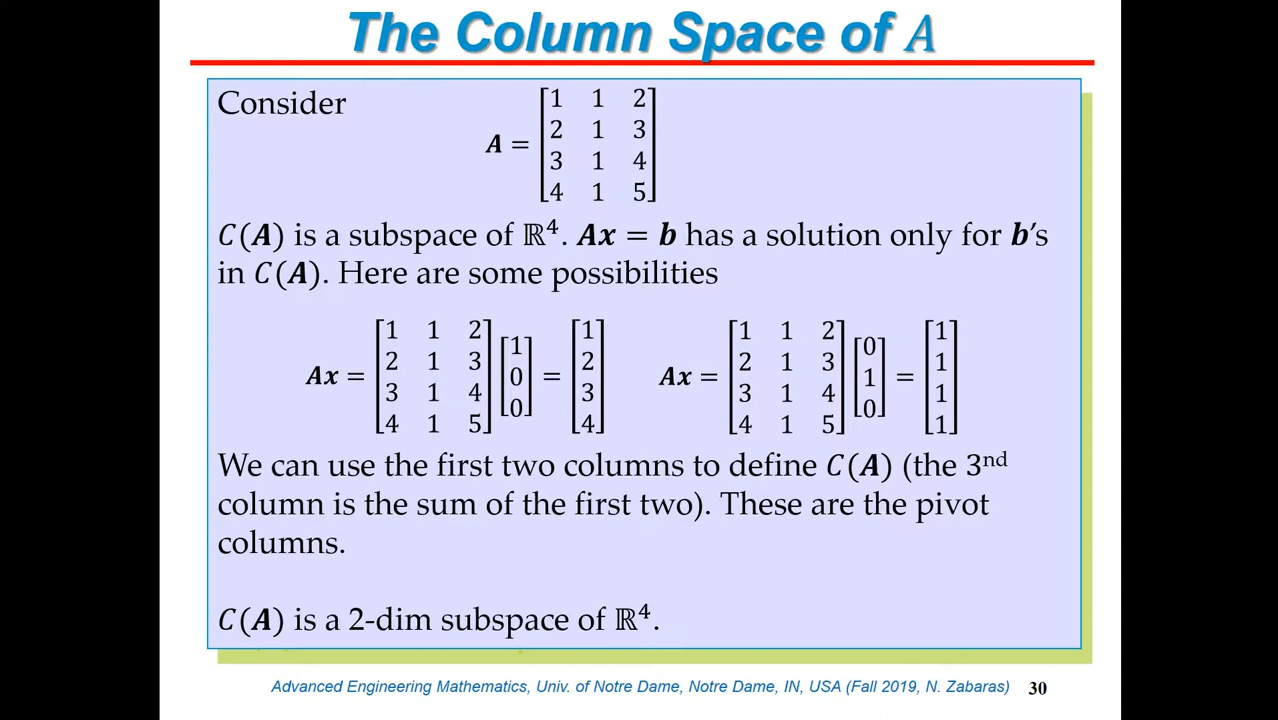 The Column Space of A
Consider
A = [1 1 2; 2 1 3; 3 1 4; 4 1 5]
C(A) is a subspace of ℝ⁴. Ax = b has a solution only for b's
in C(A). Here are some possibilities
Ax = [1 1 2; 2 1 3; 3 1 4; 4 1 5] [1; 0; 0] = [1; 2; 3; 4]   Ax = [1 1 2; 2 1 3; 3 1 4; 4 1 5] [0; 1; 0] = [1; 1; 1; 1]
We can use the first two columns to define C(A) (the 3ⁿᵈ
column is the sum of the first two). These are the pivot
columns.
C(A) is a 2-dim subspace of ℝ⁴.
Advanced Engineering Mathematics, Univ. of Notre Dame, Notre Dame, IN, USA (Fall 2019, N. Zabaras) 30